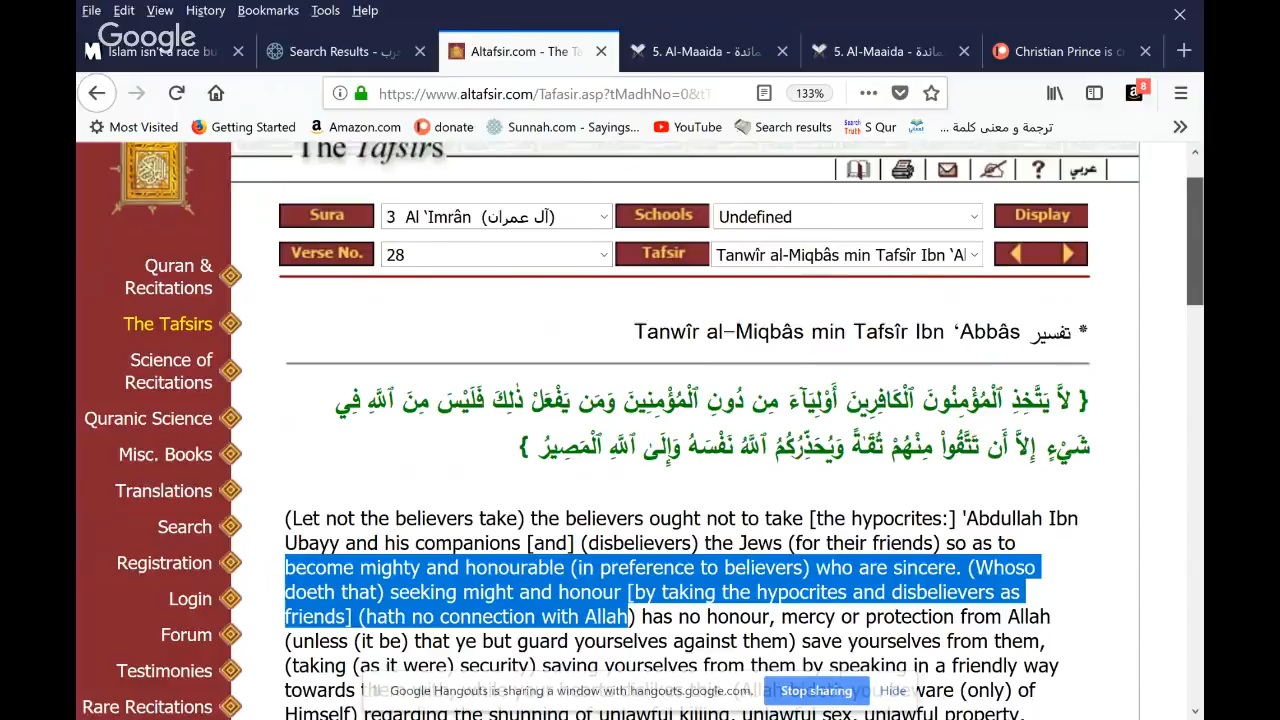 File Edit View History Bookmarks Tools Help
Google
Islam isn't race bu
Search Results - عرب
Altafsir.com - The Ta
5. Al-Maaida - مائدة
5. Al-Maaida - مائدة
Christian Prince is c
https://www.altafsir.com/Tafasir.asp?tMadhNo=0&t
133%
8
Most Visited Getting Started Amazon.com donate Sunnah.com - Sayings... YouTube Search results Search Truth S Qur ترجمة و معنى كلمة ...
The Tafsirs
عربي
Sura 3 Al ‘Imrân (آل عمران) Schools Undefined Display
Verse No. 28 Tafsir Tanwîr al-Miqbâs min Tafsîr Ibn ‘Al
Quran &
Recitations
The Tafsirs
Science of
Recitations
Quranic Science
Misc. Books
Translations
Search
Registration
Login
Forum
Testimonies
Rare Recitations
* تفسير Tanwîr al-Miqbâs min Tafsîr Ibn ‘Abbâs
{ لاَّ يَتَّخِذِ ٱلْمُؤْمِنُونَ ٱلْكَافِرِينَ أَوْلِيَآءَ مِن دُونِ ٱلْمُؤْمِنِينَ وَمَن يَفْعَلْ ذٰلِكَ فَلَيْسَ مِنَ ٱللَّهِ فِي
شَيْءٍ إِلاَّ أَن تَتَّقُواْ مِنْهُمْ تُقَـٰةً وَيُحَذِّرُكُمُ ٱللَّهُ نَفْسَهُ وَإِلَىٰ ٱللَّهِ ٱلْمَصِيرُ }
(Let not the believers take) the believers ought not to take [the hypocrites:] 'Abdullah Ibn
Ubayy and his companions [and] (disbelievers) the Jews (for their friends) so as to
become mighty and honourable (in preference to believers) who are sincere. (Whoso
doeth that) seeking might and honour [by taking the hypocrites and disbelievers as
friends] (hath no connection with Allah) has no honour, mercy or protection from Allah
(unless (it be) that ye but guard yourselves against them) save yourselves from them,
(taking (as it were) security) saving yourselves from them by speaking in a friendly way
towards
ware (only) of
Himself) regarding the shunning of unlawful killing, unlawful sex, unlawful property,
Google Hangouts is sharing a window with hangouts.google.com. Stop sharing Hide